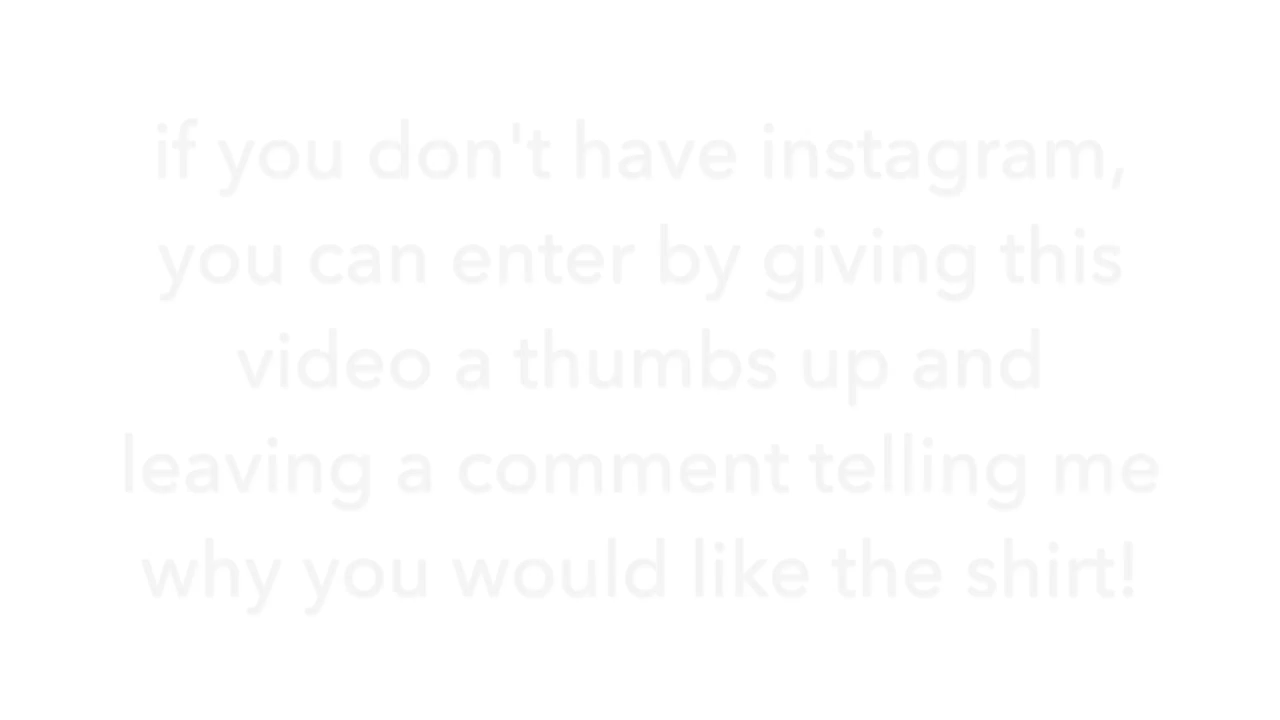 if you don't have instagram,
you can enter by giving this
video a thumbs up and
leaving a comment telling me
why you would like the shirt!